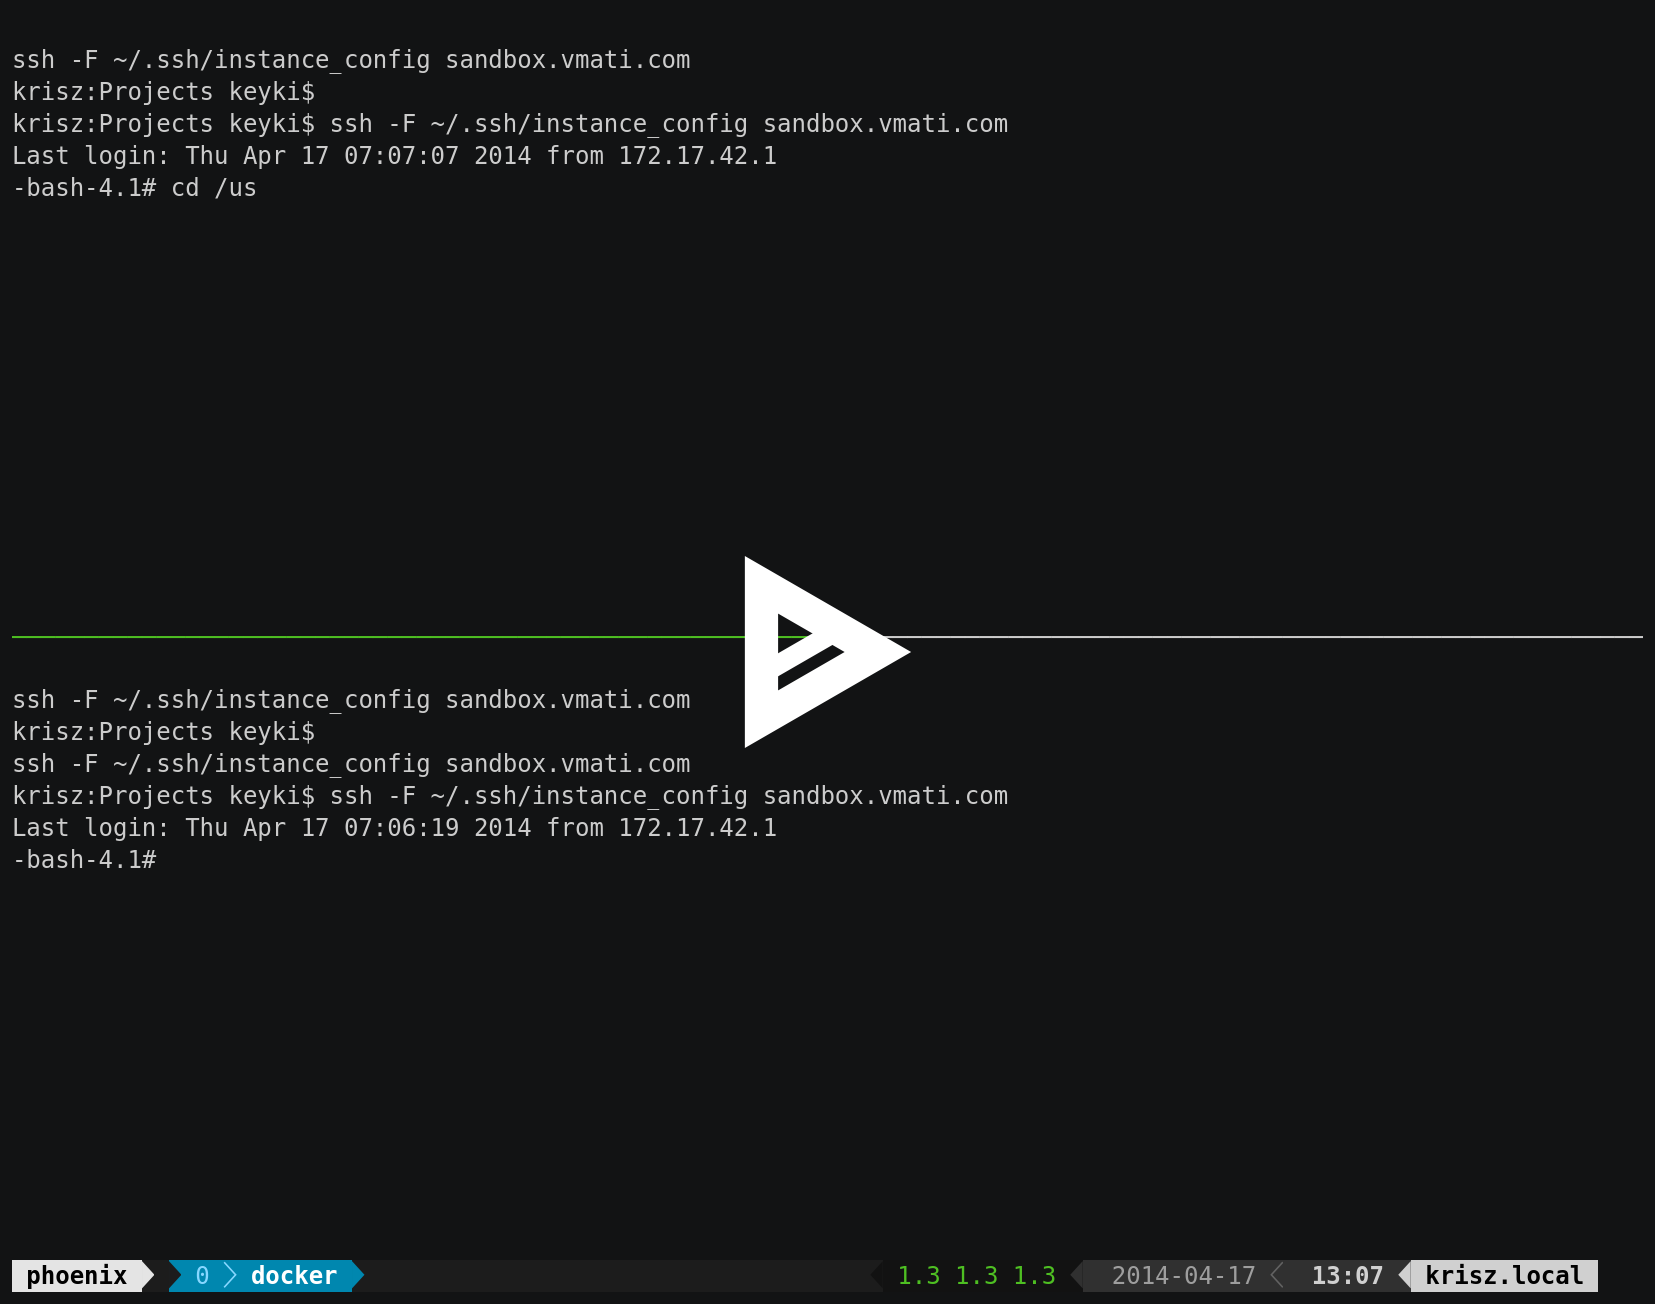 ssh -F ~/.ssh/instance_config sandbox.vmati.com
krisz:Projects keyki$
krisz:Projects keyki$ ssh -F ~/.ssh/instance_config sandbox.vmati.com
Last login: Thu Apr 17 07:07:07 2014 from 172.17.42.1
-bash-4.1# cd /us
ssh -F ~/.ssh/instance_config sandbox.vmati.com
krisz:Projects keyki$
ssh -F ~/.ssh/instance_config sandbox.vmati.com
krisz:Projects keyki$ ssh -F ~/.ssh/instance_config sandbox.vmati.com
Last login: Thu Apr 17 07:06:19 2014 from 172.17.42.1
-bash-4.1#
phoenix 0 docker 1.3 1.3 1.3 2014-04-17 13:07 krisz.local